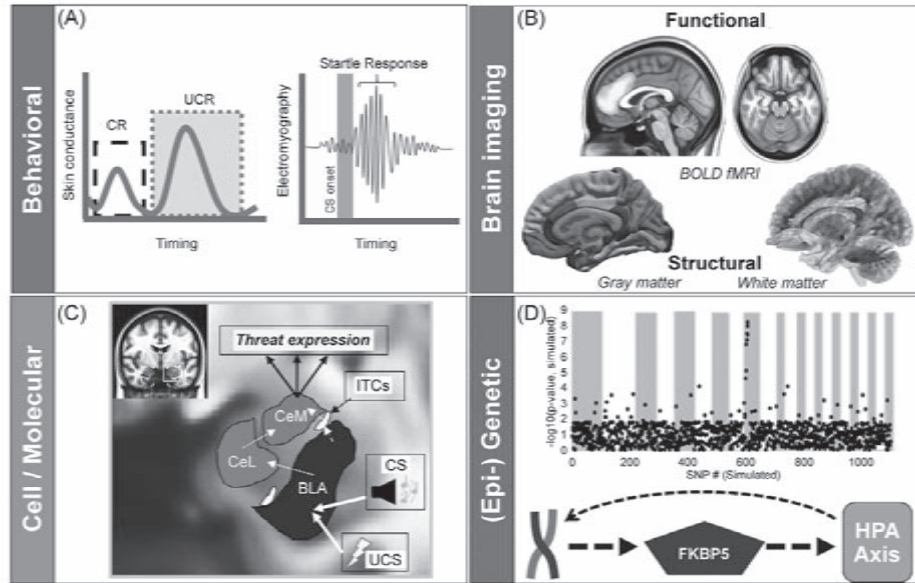 Behavioral
(A)
Skin conductance
CR
UCR
Timing
Startle Response
Electromyography
CS onset
Timing
Brain imaging
(B)
Functional
BOLD fMRI
Structural
Gray matter
White matter
Cell / Molecular
(C)
Threat expression
ITCs
CeM
CeL
BLA
CS
UCS
(Epi-) Genetic
(D)
-log10(p-value, simulated)
9
8
7
6
5
4
3
2
1
0
0 200 400 600 800 1000
SNP # (Simulated)
FKBP5
HPA
Axis